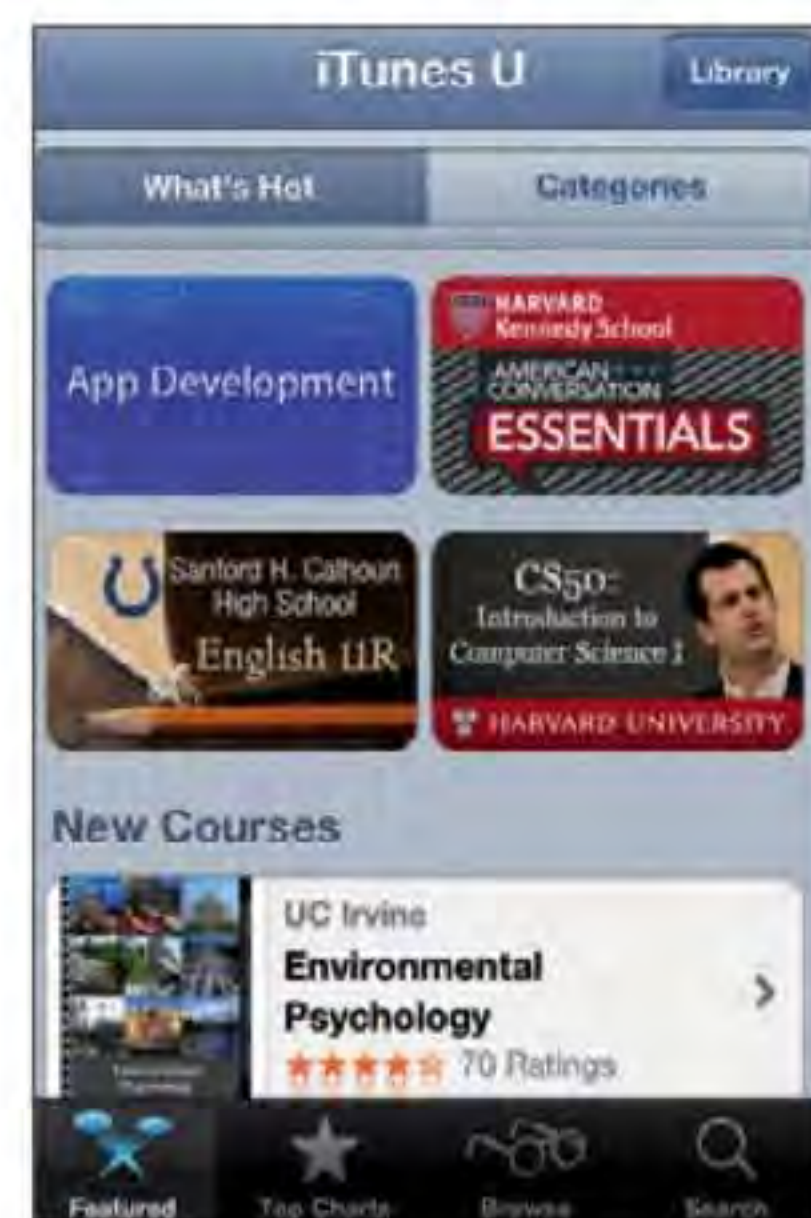 iTunes U
Library
What's Hot
Categories
App Development
HARVARD
Kennedy School
AMERICAN
CONVERSATION
ESSENTIALS
Sanford H. Calhoun
High School
English 11R
CS50:
Introduction to
Computer Science I
HARVARD UNIVERSITY
New Courses
UC Irvine
Environmental
Psychology
70 Ratings
Featured
Top Charts
Browse
Search